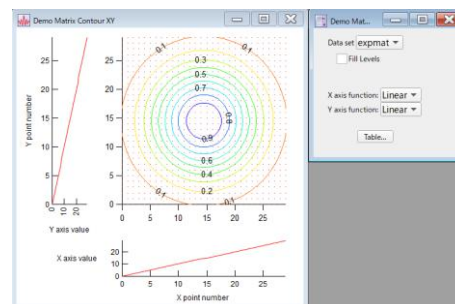 Demo Matrix Contour XY
25
20
15
10
5
0
Y point number
0
10
20
Y axis value
25
20
15
10
5
0
0.1
0.1
0.3
0.5
0.7
0.9
0.8
0.6
0.4
0.2
0.1
0.1
0 5 10 15 20 25
X axis value
20
15
10
5
0
0 5 10 15 20 25
X point number
Demo Mat...
Data set expmat
Fill Levels
X axis function: Linear
Y axis function: Linear
Table...